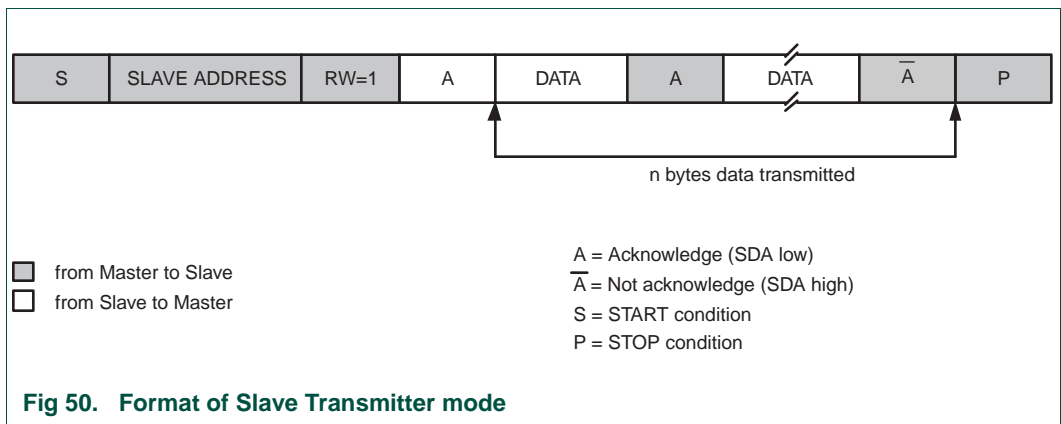 S SLAVE ADDRESS RW=1 A DATA A DATA A̅ P
n bytes data transmitted
from Master to Slave
from Slave to Master
A = Acknowledge (SDA low)
A̅ = Not acknowledge (SDA high)
S = START condition
P = STOP condition
Fig 50. Format of Slave Transmitter mode